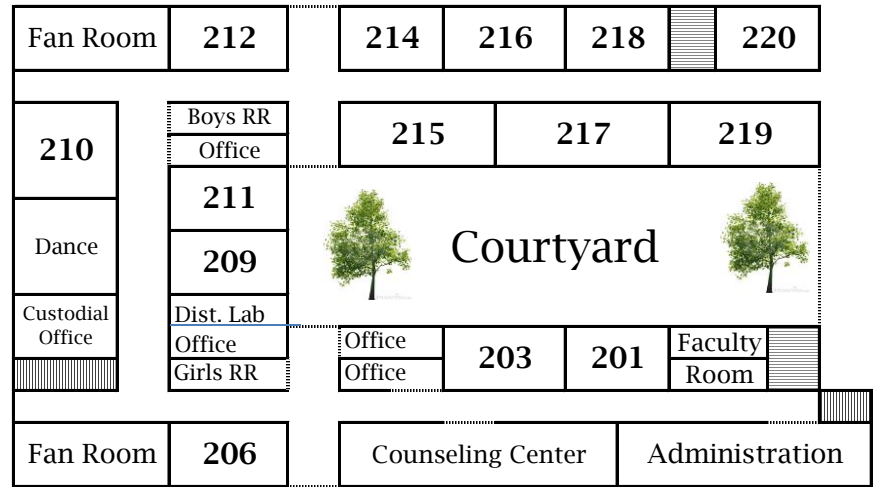 Fan Room 212 214 216 218 220
Boys RR
210 Office 215 217 219
211
Dance 209 Courtyard
Custodial Office Dist. Lab
Office
Girls RR
Office
Office
203 201 Faculty Room
Fan Room 206 Counseling Center Administration